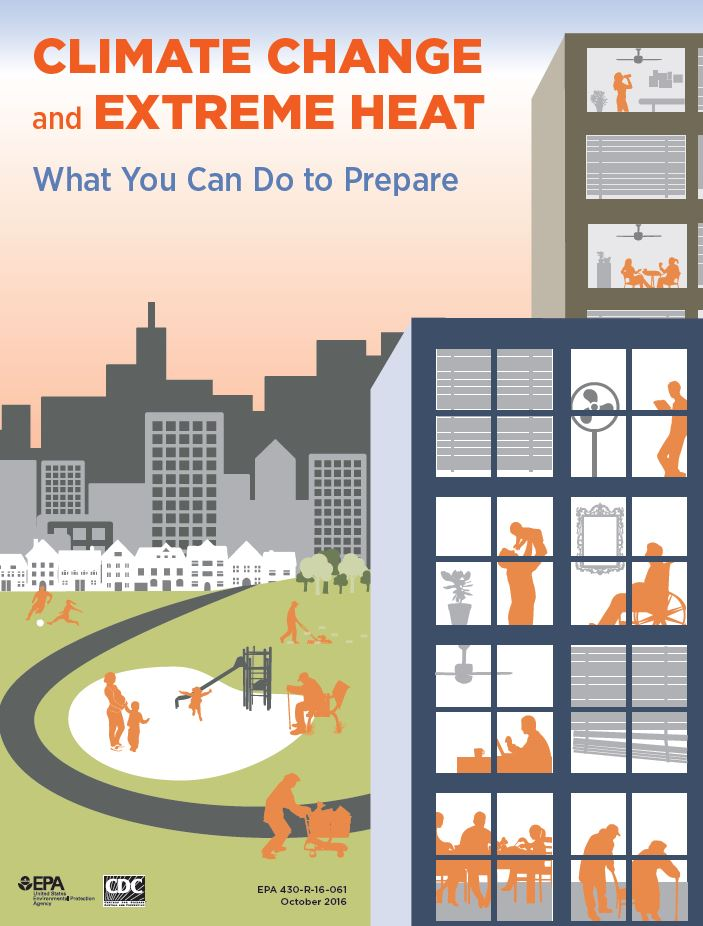 CLIMATE CHANGE
and EXTREME HEAT
What You Can Do to Prepare
EPA
United States
Environmental Protection
Agency
CDC
EPA 430-R-16-061
October 2016